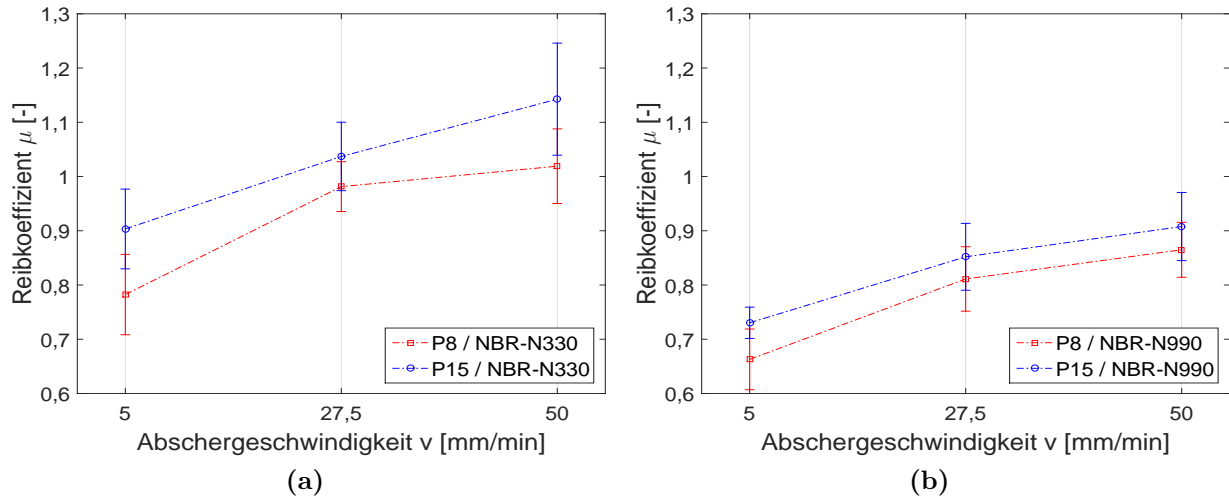 1,3
1,2
1,1
1
0,9
0,8
0,7
0,6
Reibkoeffizient μ [-]
P8 / NBR-N330
P15 / NBR-N330
5 27,5 50
Abschergeschwindigkeit v [mm/min]
(a)
1,3
1,2
1,1
1
0,9
0,8
0,7
0,6
Reibkoeffizient μ [-]
P8 / NBR-N990
P15 / NBR-N990
5 27,5 50
Abschergeschwindigkeit v [mm/min]
(b)